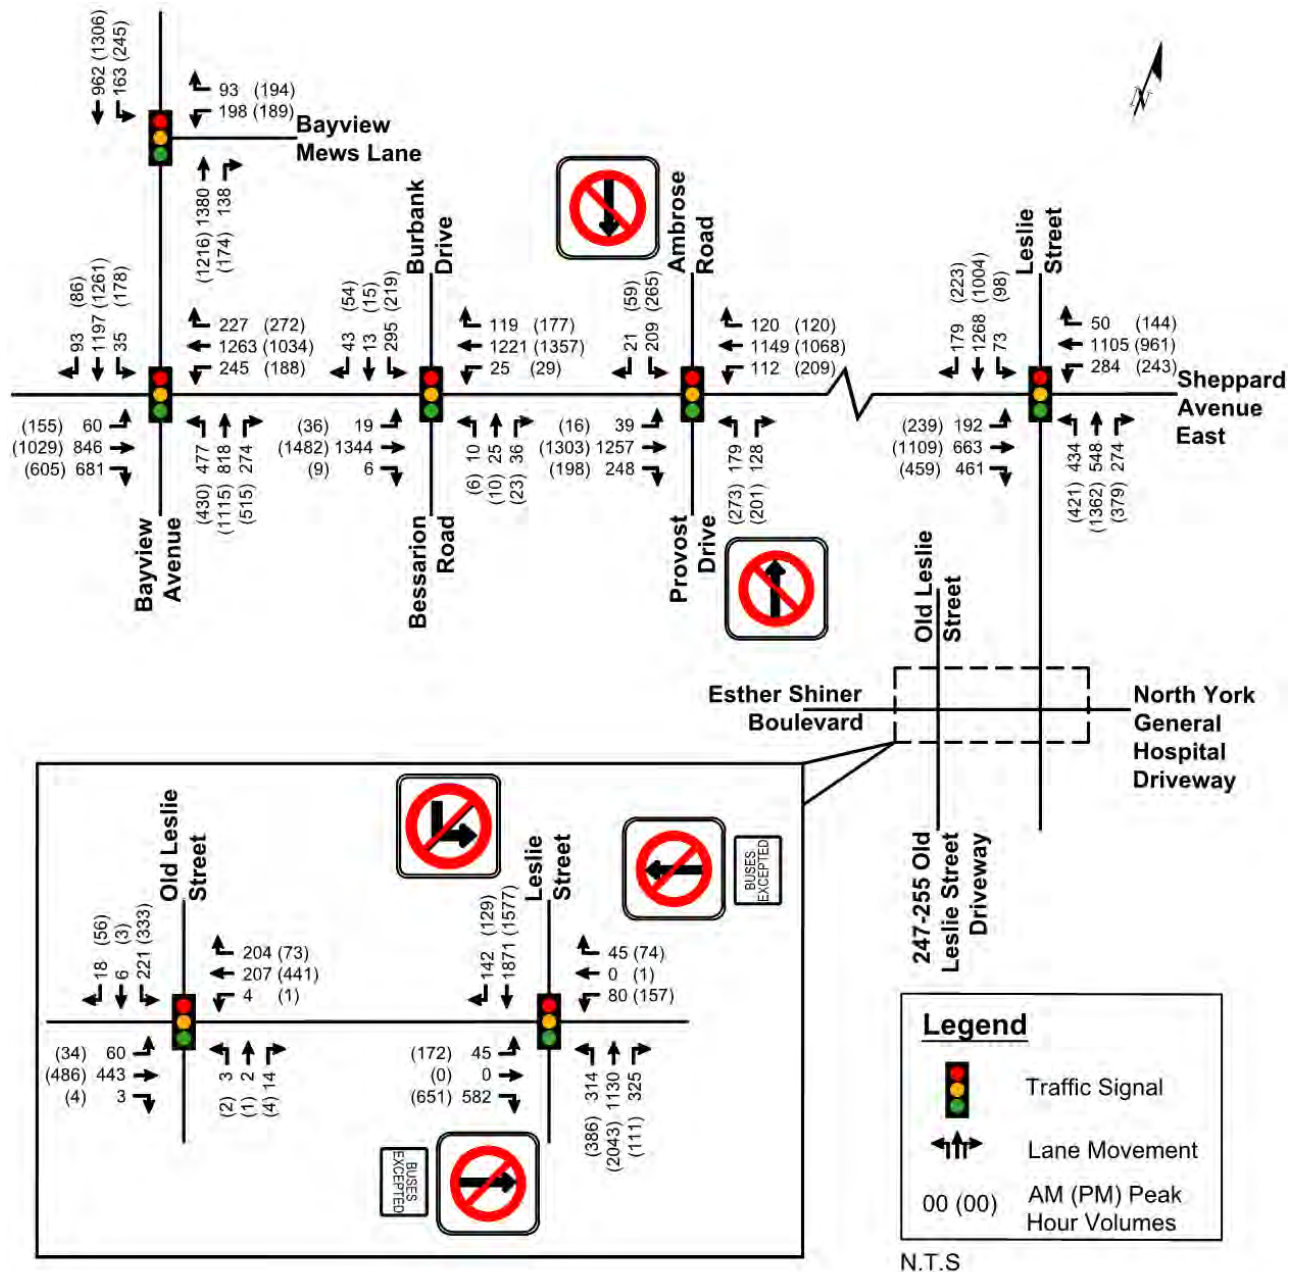 962 (1306)
163 (245)
93 (194)
198 (189)
Bayview
Mews Lane
(1216) 1380
(174) 138
N
Burbank
Drive
Ambrose
Road
Leslie
Street
93 (86)
1197 (1261)
35 (178)
227 (272)
1263 (1034)
245 (188)
43 (54)
13 (15)
295 (219)
119 (177)
1221 (1357)
25 (29)
21 (59)
209 (265)
120 (120)
1149 (1068)
112 (209)
179 (223)
1268 (1004)
73 (98)
50 (144)
1105 (961)
284 (243)
Sheppard
Avenue
East
(155) 60
(1029) 846
(605) 681
(430) 477
(1115) 818
(515) 274
(36) 19
(1482) 1344
(9) 6
(6) 10
(10) 25
(23) 36
(16) 39
(1303) 1257
(198) 248
(273) 179
(201) 128
(239) 192
(1109) 663
(459) 461
(421) 434
(1362) 548
(379) 274
Bayview
Avenue
Bessarion
Road
Provost
Drive
Old Leslie
Street
Esther Shiner
Boulevard
North York
General
Hospital
Driveway
247-255 Old
Leslie Street
Driveway
Old Leslie
Street
Leslie
Street
BUSES
EXCEPTED
18 (56)
6 (3)
221 (333)
204 (73)
207 (441)
4 (1)
142 (129)
1871 (1577)
45 (74)
0 (1)
80 (157)
(34) 60
(486) 443
(4) 3
(2) 3
(1) 2
(4) 14
(172) 45
(0) 0
(651) 582
(386) 314
(2043) 1130
(111) 325
BUSES
EXCEPTED
Legend
Traffic Signal
Lane Movement
00 (00) AM (PM) Peak
Hour Volumes
N.T.S